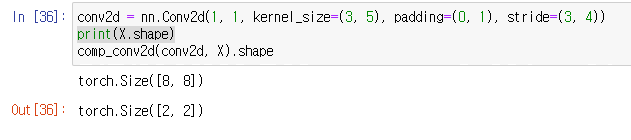 In [36]: conv2d = nn.Conv2d(1, 1, kernel_size=(3, 5), padding=(0, 1), stride=(3, 4))
print(X.shape)
comp_conv2d(conv2d, X).shape
torch.Size([8, 8])
Out[36]: torch.Size([2, 2])